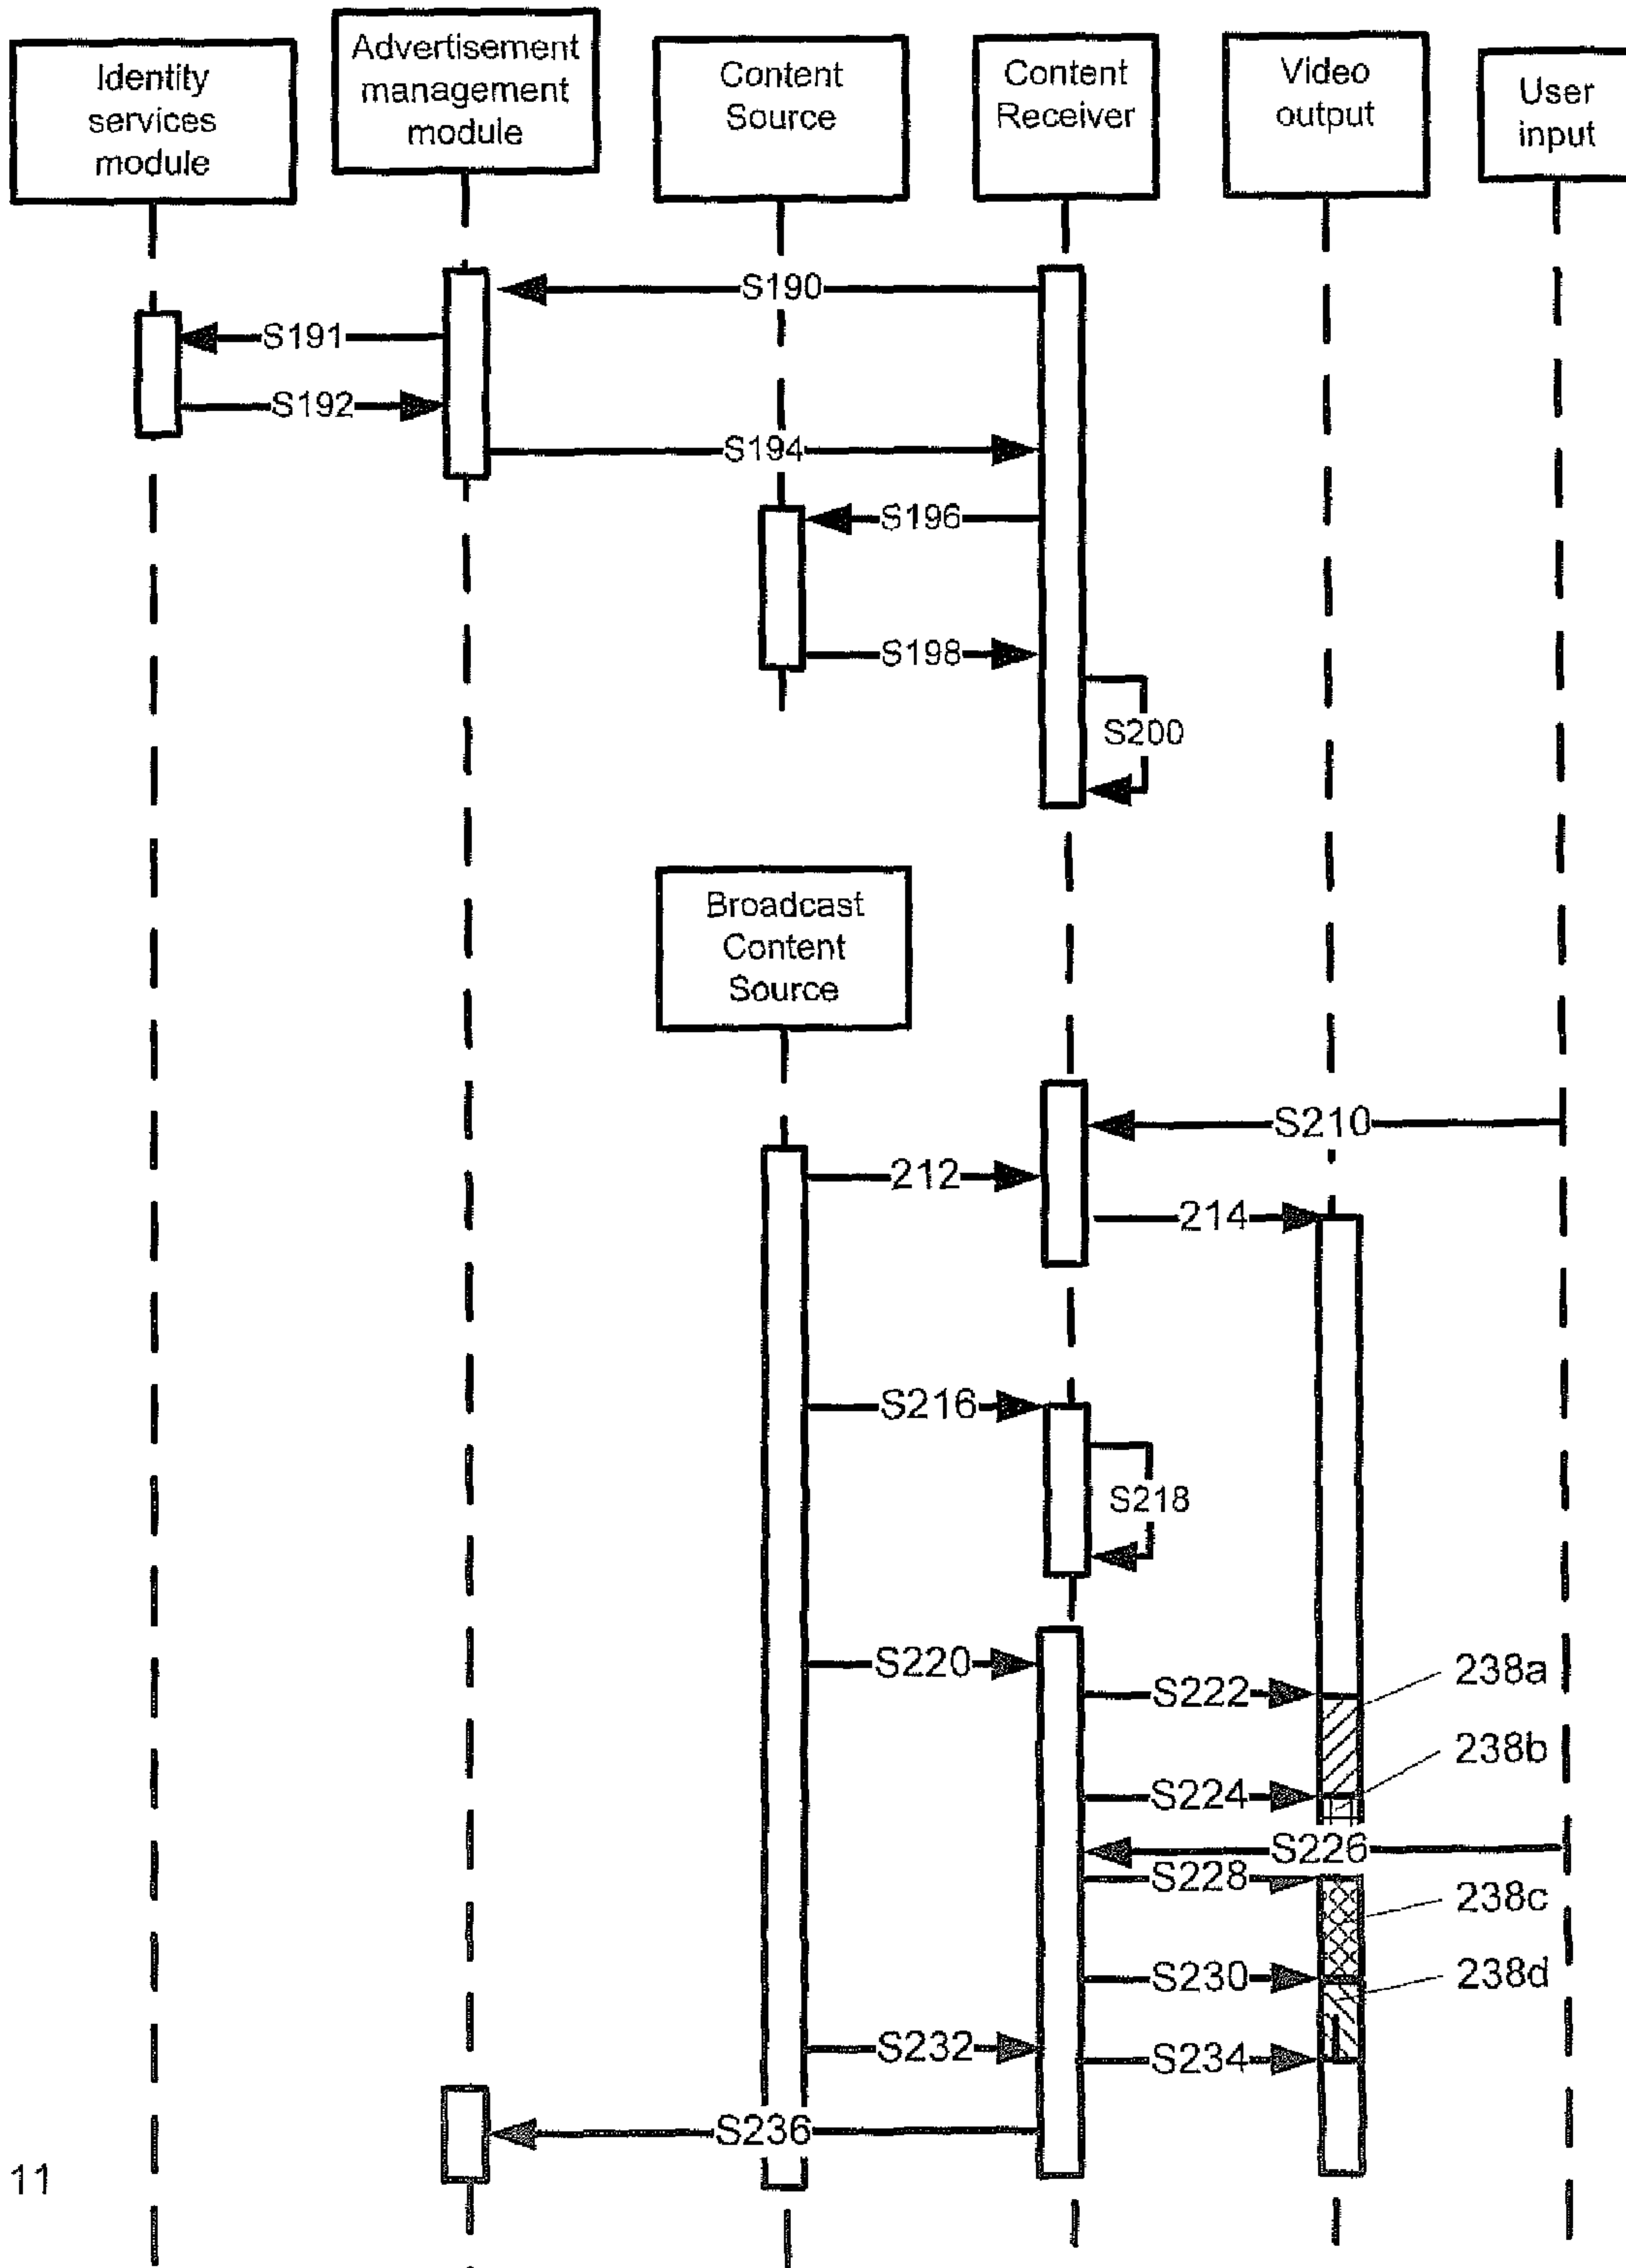 Identity
services
module
Advertisement
management
module
Content
Source
Content
Receiver
Video
output
User
input
S190
S191
S192
S194
S196
S198
S200
Broadcast
Content
Source
S210
212
214
S216
S218
S220
S222
238a
S224
238b
S226
S228
238c
S230
238d
S232
S234
S236
11